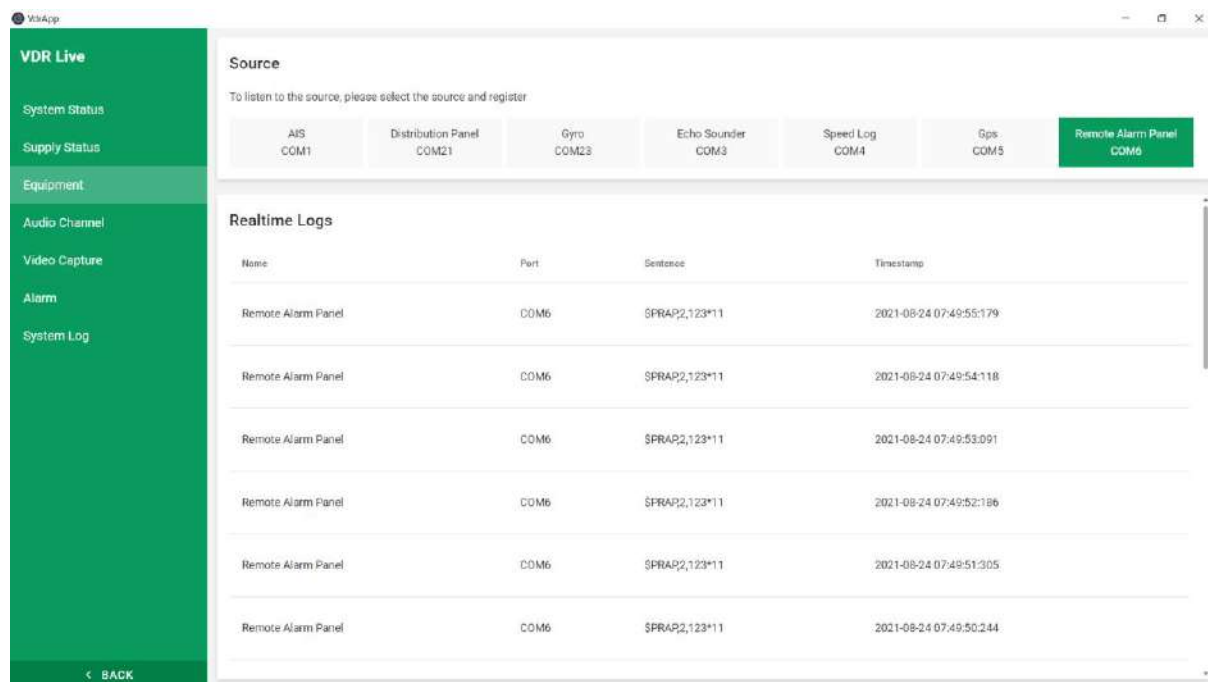 VdrApp
VDR Live
System Status
Supply Status
Equipment
Audio Channel
Video Capture
Alarm
System Log
< BACK
Source
To listen to the source, please select the source and register
AIS
COM1
Distribution Panel
COM21
Gyro
COM23
Echo Sounder
COM3
Speed Log
COM4
Gps
COM5
Remote Alarm Panel
COM6
Realtime Logs
Name Port Sentence Timestamp
Remote Alarm Panel COM6 $PRAP,2,123*11 2021-08-24 07:49:55:179
Remote Alarm Panel COM6 $PRAP,2,123*11 2021-08-24 07:49:54:118
Remote Alarm Panel COM6 $PRAP,2,123*11 2021-08-24 07:49:53:091
Remote Alarm Panel COM6 $PRAP,2,123*11 2021-08-24 07:49:52:186
Remote Alarm Panel COM6 $PRAP,2,123*11 2021-08-24 07:49:51:305
Remote Alarm Panel COM6 $PRAP,2,123*11 2021-08-24 07:49:50:244